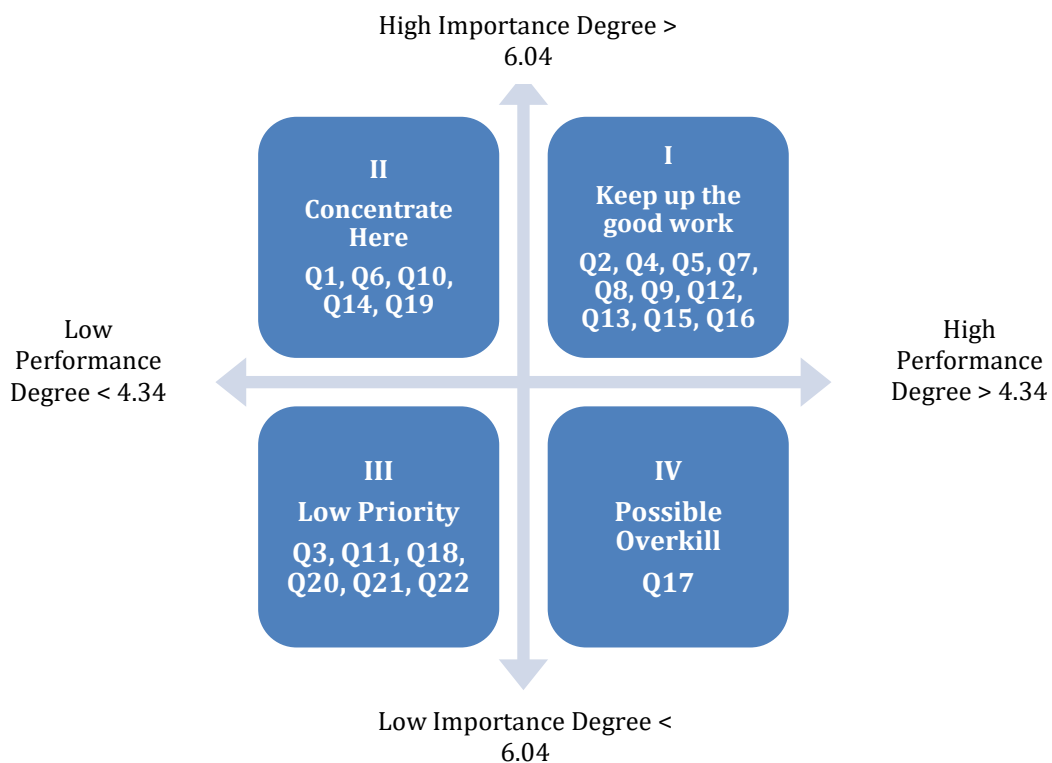 High Importance Degree >
6.04
II
Concentrate
Here
Q1, Q6, Q10,
Q14, Q19
I
Keep up the
good work
Q2, Q4, Q5, Q7,
Q8, Q9, Q12,
Q13, Q15, Q16
Low
Performance
Degree < 4.34
High
Performance
Degree > 4.34
III
Low Priority
Q3, Q11, Q18,
Q20, Q21, Q22
IV
Possible
Overkill
Q17
Low Importance Degree <
6.04